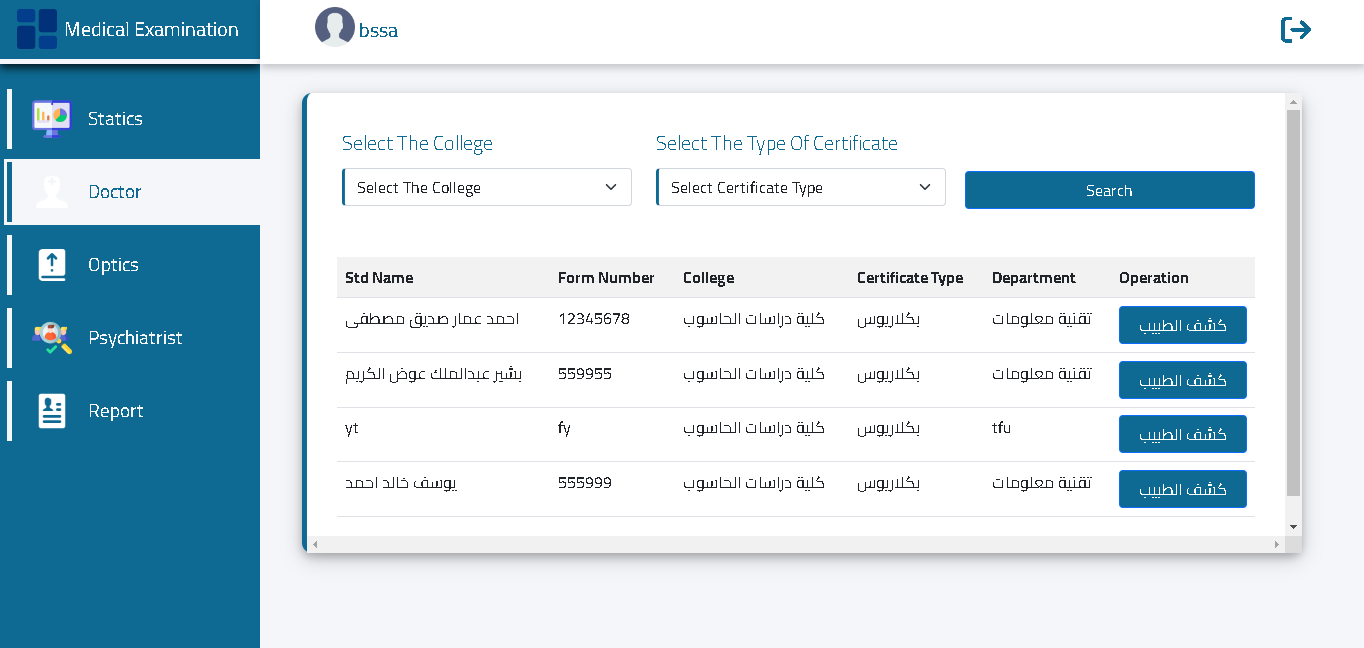 Medical Examination
bssa
Statics
Doctor
Optics
Psychiatrist
Report
Select The College
Select The Type Of Certificate
Select The College
Select Certificate Type
Search
Std Name Form Number College Certificate Type Department Operation
احمد عمار صديق مصطفى 12345678 كلية دراسات الحاسوب بكلاريوس تقنية معلومات كشف الطبيب
بشير عبدالملك عوض الكريم 559955 كلية دراسات الحاسوب بكلاريوس تقنية معلومات كشف الطبيب
yt fy كلية دراسات الحاسوب بكلاريوس tfu كشف الطبيب
يوسف خالد احمد 555999 كلية دراسات الحاسوب بكلاريوس تقنية معلومات كشف الطبيب